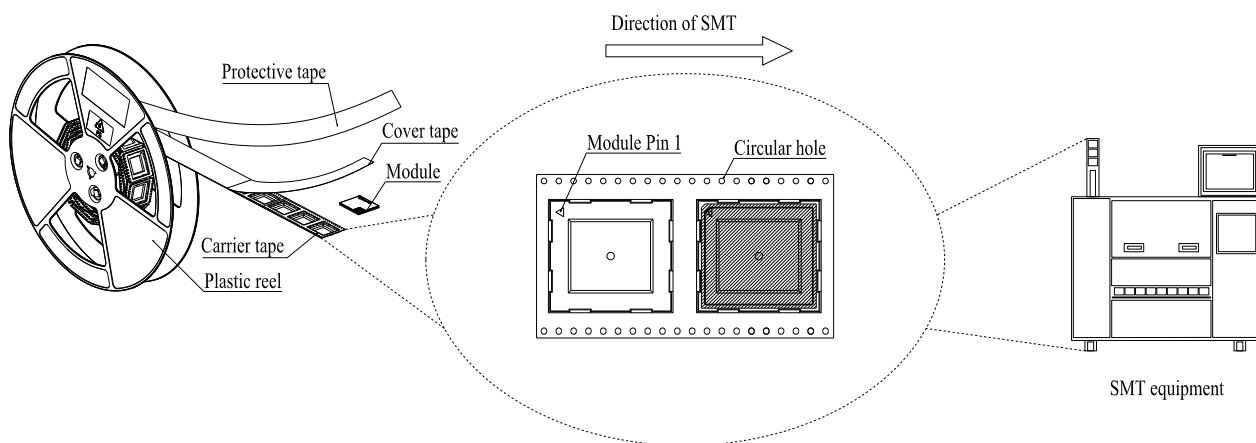 Direction of SMT
Protective tape
Cover tape
Module
Carrier tape
Plastic reel
Module Pin 1
Circular hole
SMT equipment